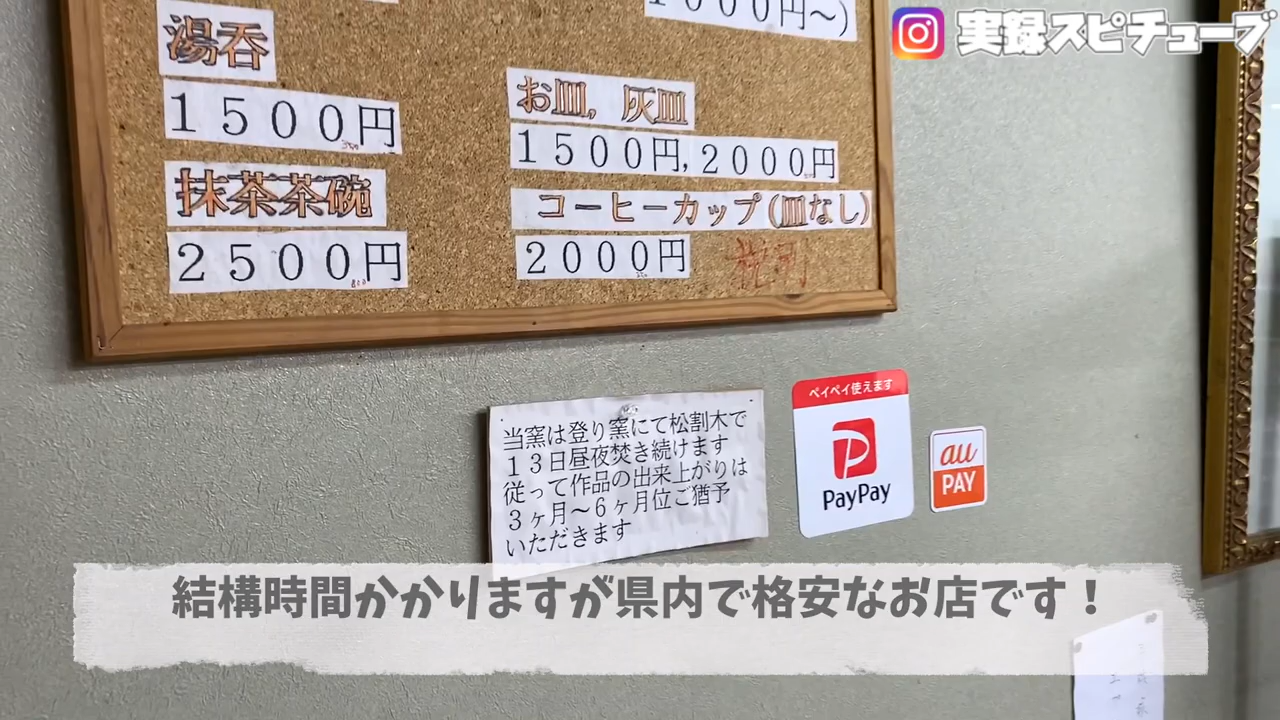 000円〜)
実録スピチューブ
湯呑
1500円
抹茶茶碗
2500円
お皿，灰皿
1500円，2000円
コーヒーカップ(皿なし)
2000円
当窯は登り窯にて松割木で
13日昼夜焚き続けます
従って作品の出来上がりは
3ヶ月〜6ヶ月位ご猶予
いただきます
ペイペイ使えます
PayPay
au
PAY
結構時間かかりますが県内で格安なお店です！